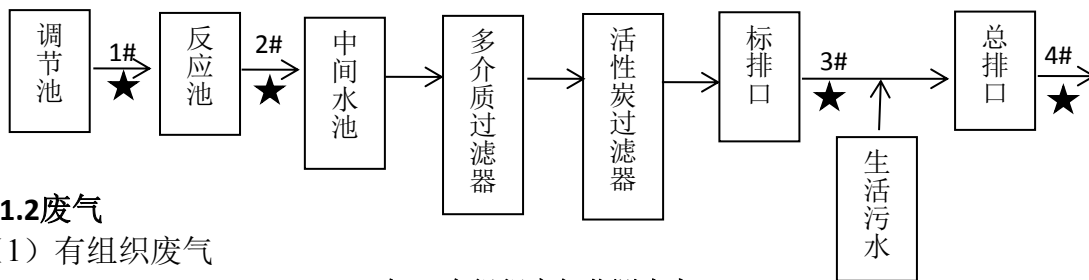 调节池
1#
★
反应池
2#
★
中间水池
多介质过滤器
活性炭过滤器
标排口
3#
★
生活污水
总排口
4#
★
1.2废气
1）有组织废气